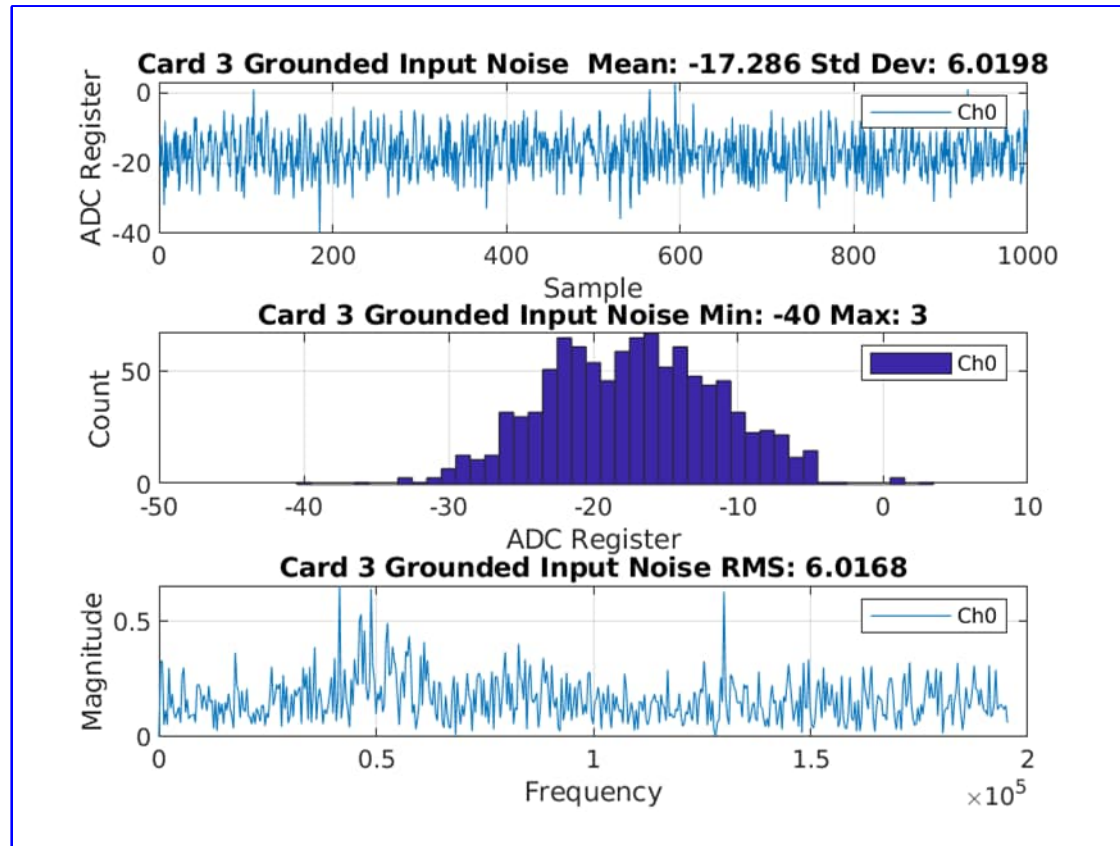 Card 3 Grounded Input Noise  Mean: -17.286 Std Dev: 6.0198
ADC Register
0
-20
-40
Ch0
0 200 400 600 800 1000
Sample
Card 3 Grounded Input Noise Min: -40 Max: 3
Count
50
0
Ch0
-50 -40 -30 -20 -10 0 10
ADC Register
Card 3 Grounded Input Noise RMS: 6.0168
Magnitude
0.5
0
Ch0
0 0.5 1 1.5 2
Frequency
×10⁵